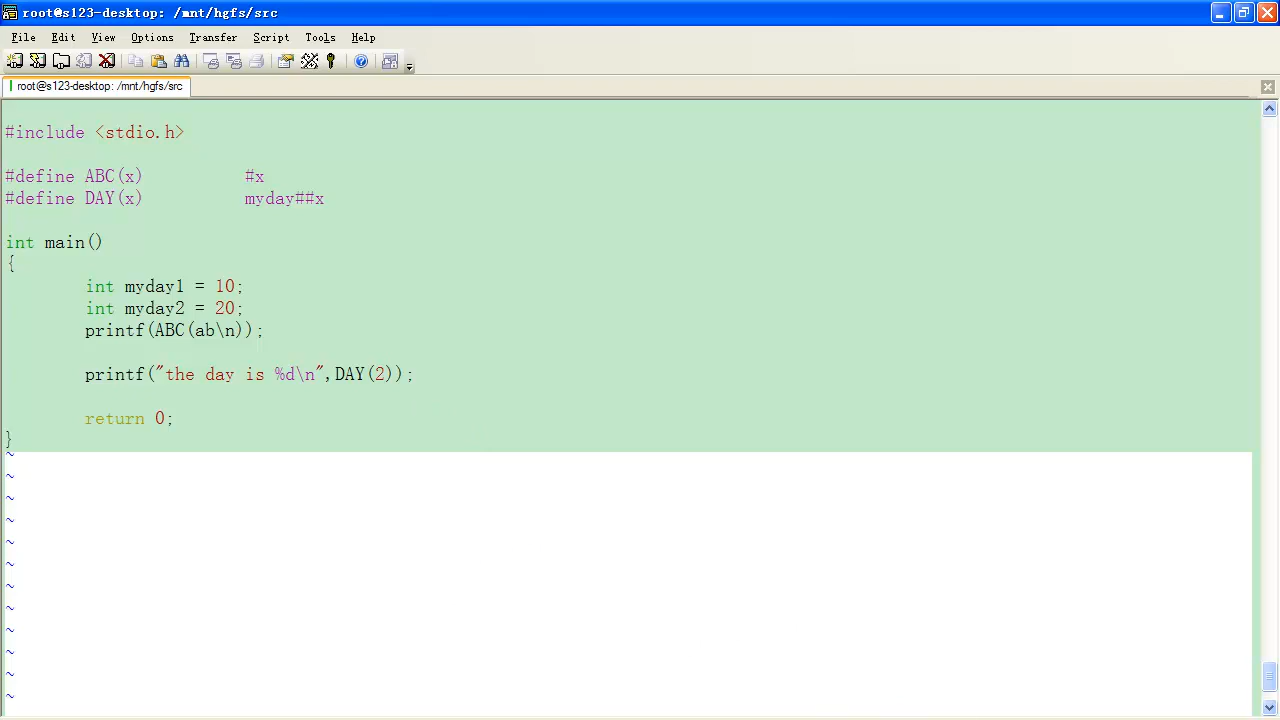 root@s123-desktop: /mnt/hgfs/src
File Edit View Options Transfer Script Tools Help
root@s123-desktop: /mnt/hgfs/src
#include <stdio.h>
#define ABC(x) #x
#define DAY(x) myday##x
int main()
{
int myday1 = 10;
int myday2 = 20;
printf(ABC(ab\n));
printf("the day is %d\n",DAY(2));
return 0;
}
~
~
~
~
~
~
~
~
~
~
~
~